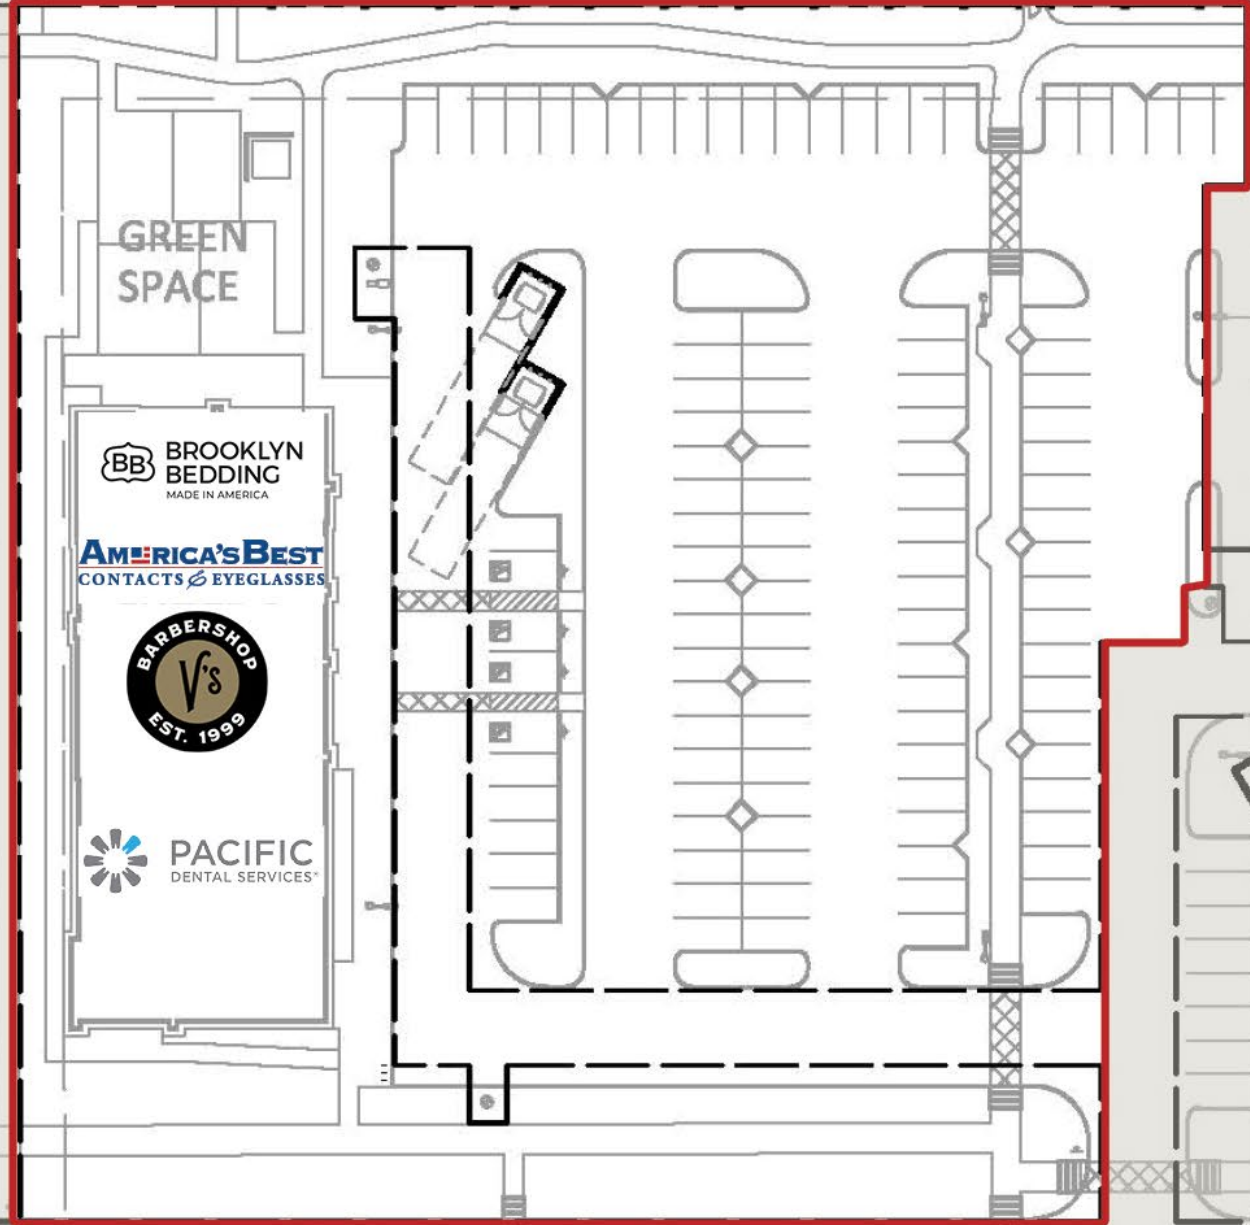 GREEN
SPACE
BB
BROOKLYN
BEDDING
MADE IN AMERICA
AMERICA'S BEST
CONTACTS & EYEGLASSES
BARBERSHOP
V's
EST. 1999
PACIFIC
DENTAL SERVICES®